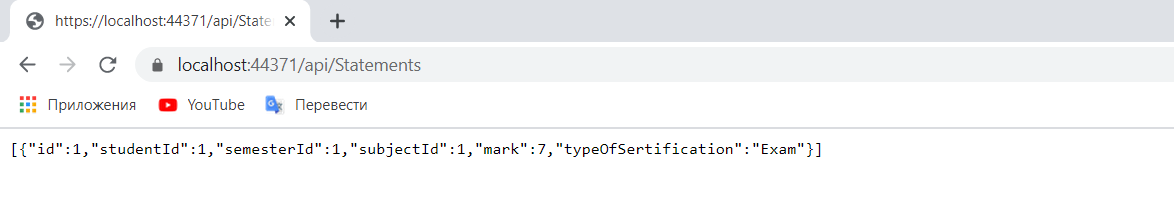 https://localhost:44371/api/State
localhost:44371/api/Statements
Приложения YouTube Перевести
[{"id":1,"studentId":1,"semesterId":1,"subjectId":1,"mark":7,"typeOfSertification":"Exam"}]